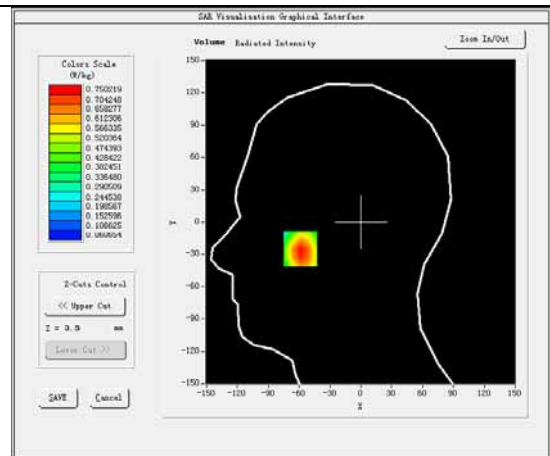 SAR Visualisation Graphical Interface
Volume Radiated Intensity
Zoom In/Out
Colors Scale
(W/kg)
0.750219
0.704248
0.658277
0.612306
0.566335
0.520364
0.474393
0.428422
0.382451
0.336480
0.290509
0.244538
0.198567
0.152596
0.106625
0.060654
Z-Cuts Control
<< Upper Cut
Z = 3.5 mm
Lower Cut >>
SAVE Cancel
150
120
90
60
30
0
-30
-60
-90
-120
-150
Y
-150 -120 -90 -60 -30 0 30 60 90 120 150
X